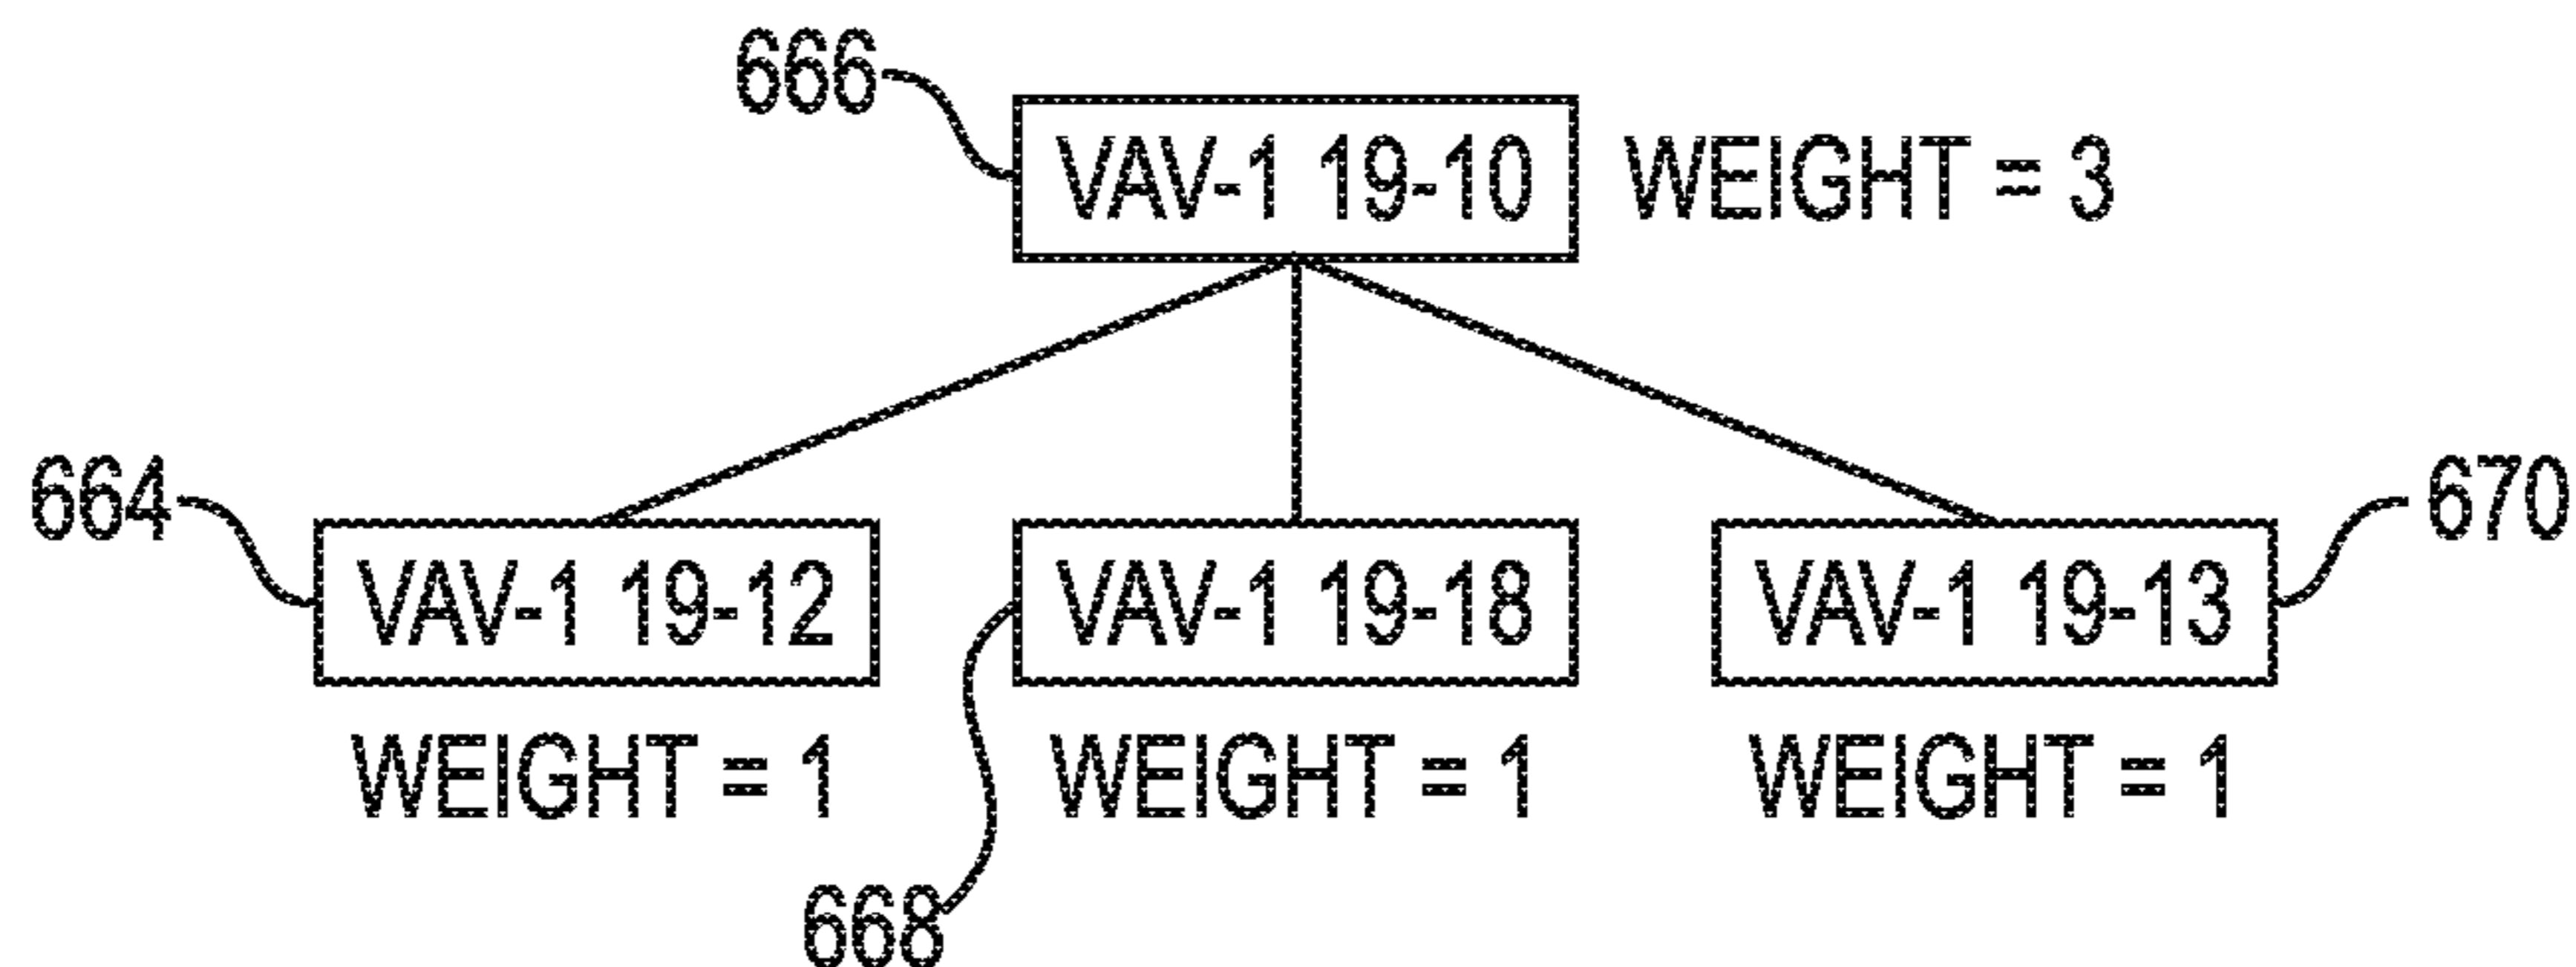 666
VAV-1 19-10 WEIGHT = 3
664
670
VAV-1 19-12 VAV-1 19-18 VAV-1 19-13
WEIGHT = 1 WEIGHT = 1 WEIGHT = 1
668